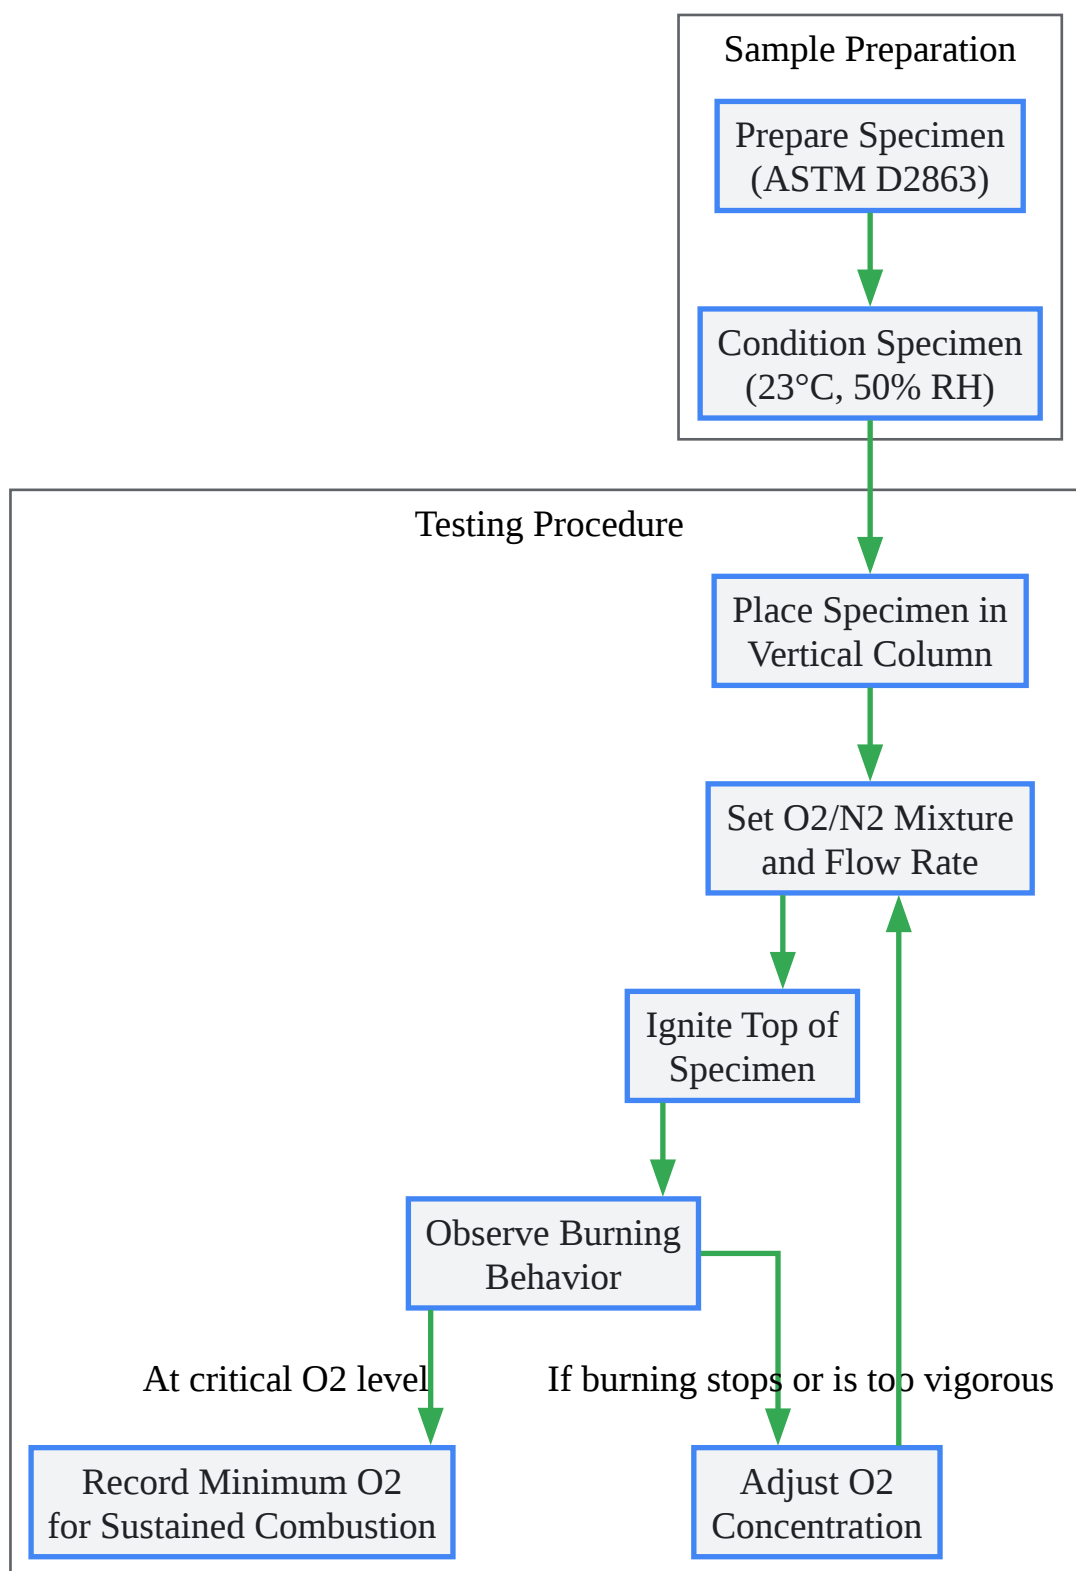 Sample Preparation
Prepare Specimen
(ASTM D2863)
Condition Specimen
(23°C, 50% RH)
Testing Procedure
Place Specimen in
Vertical Column
Set O2/N2 Mixture
and Flow Rate
Ignite Top of
Specimen
Observe Burning
Behavior
At critical O2 level
If burning stops or is too vigorous
Record Minimum O2
for Sustained Combustion
Adjust O2
Concentration